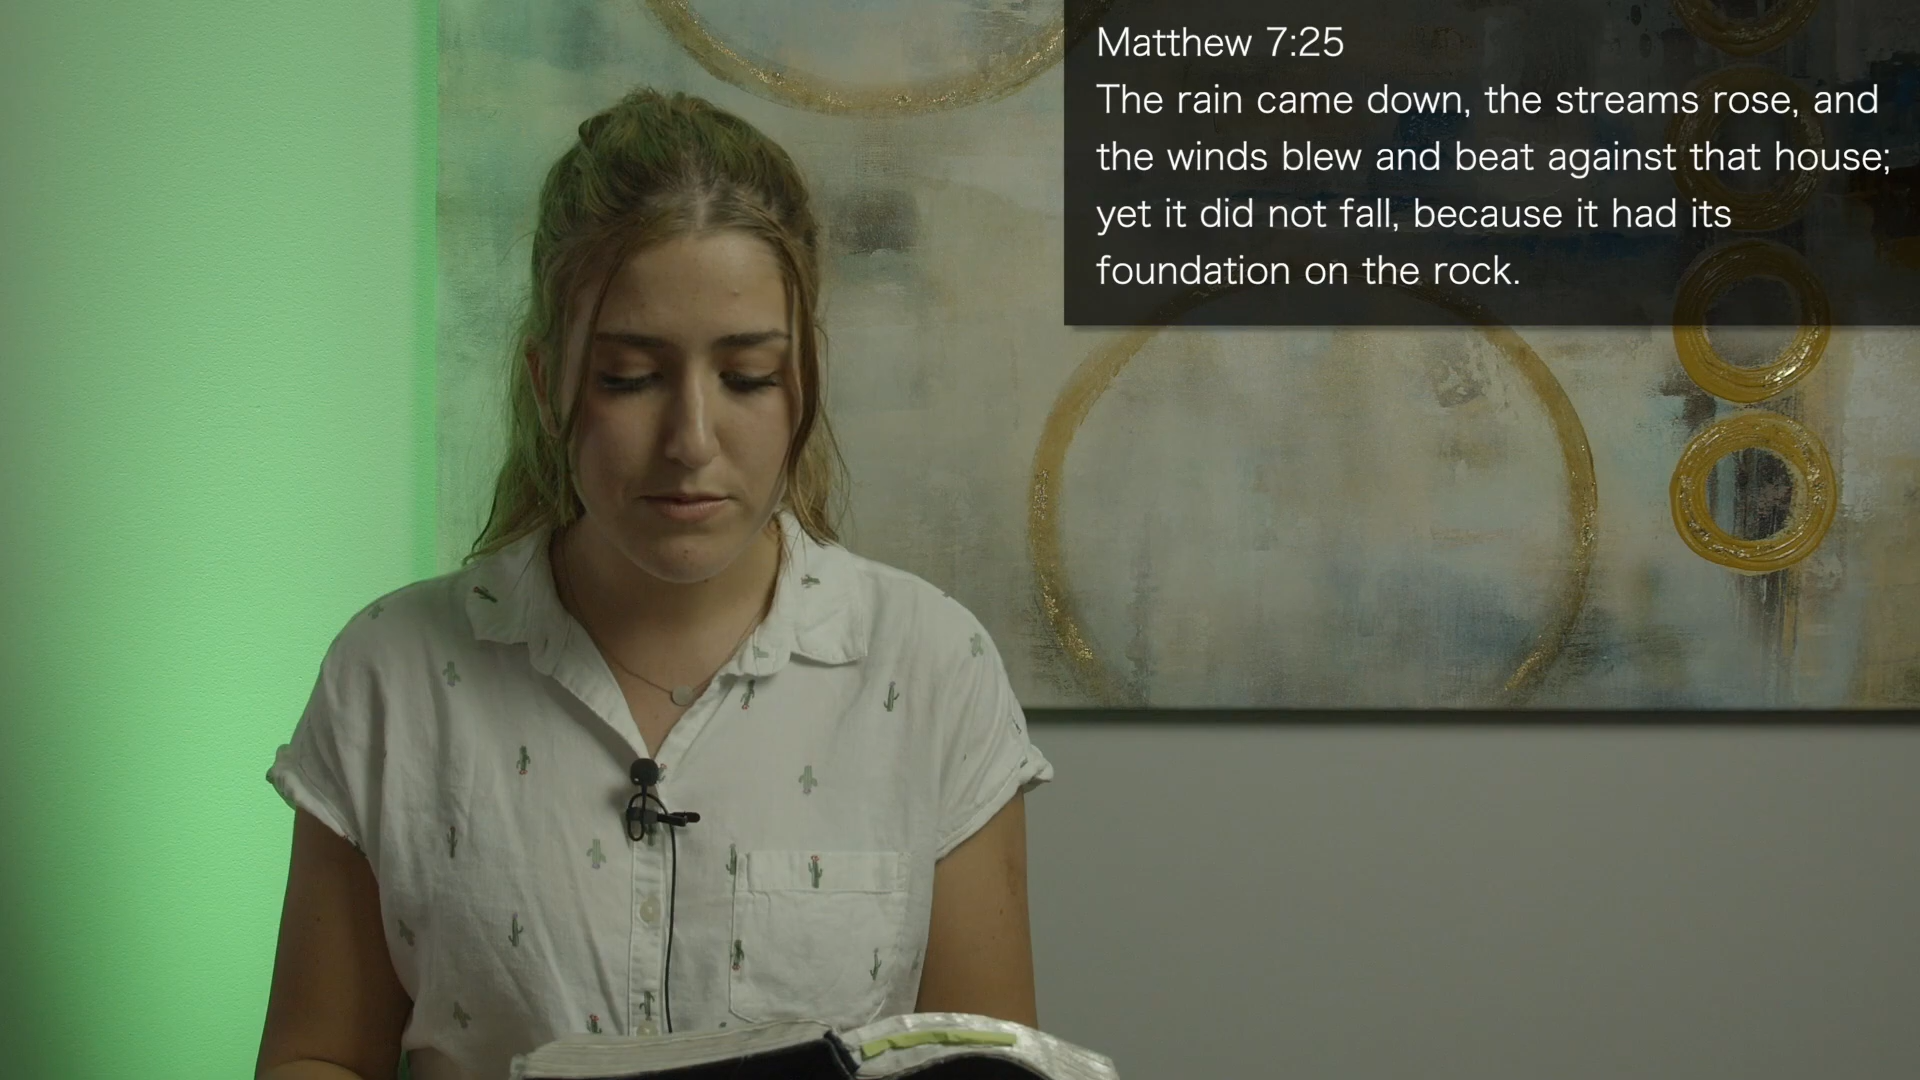 Matthew 7:25
The rain came down, the streams rose, and
the winds blew and beat against that house;
yet it did not fall, because it had its
foundation on the rock.